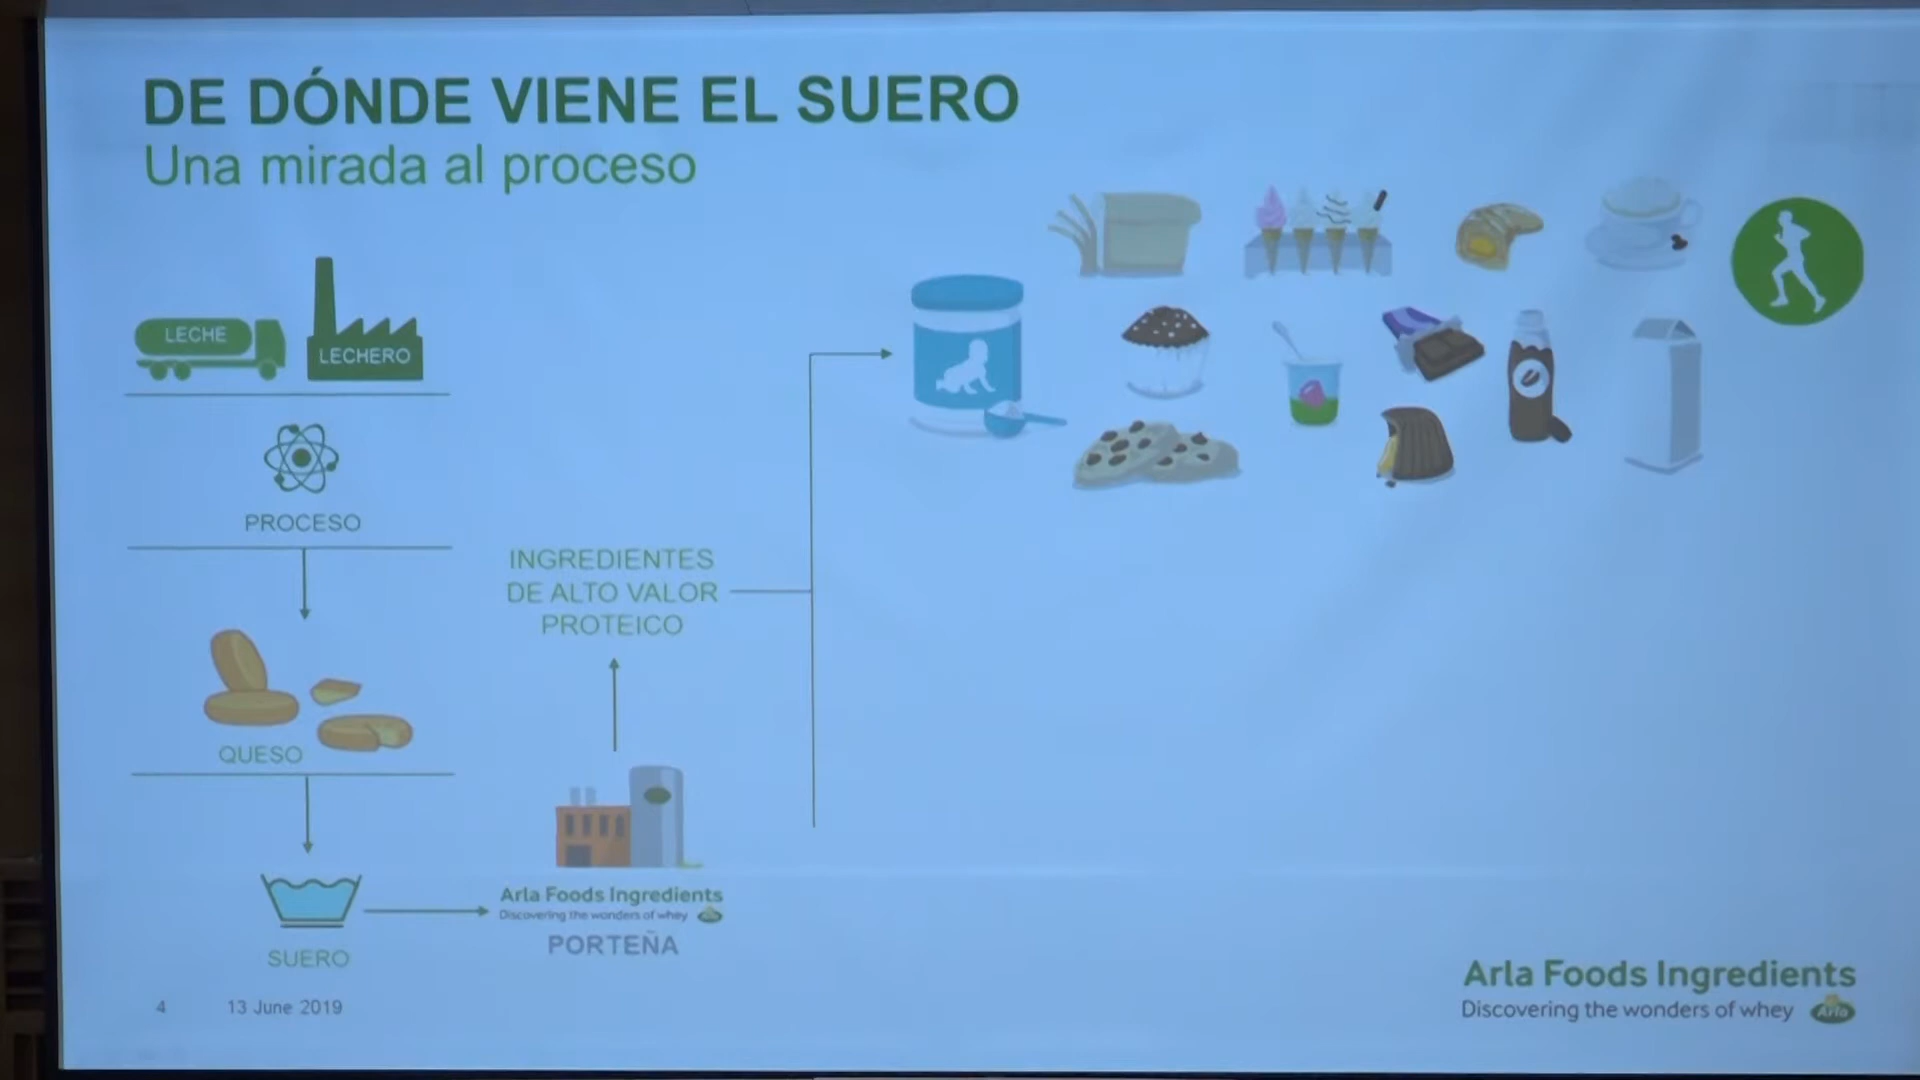 DE DÓNDE VIENE EL SUERO
Una mirada al proceso
LECHE
LECHERO
PROCESO
QUESO
SUERO
INGREDIENTES
DE ALTO VALOR
PROTEICO
Arla Foods Ingredients
Discovering the wonders of whey
PORTEÑA
4
13 June 2019
Arla Foods Ingredients
Discovering the wonders of whey
Arla